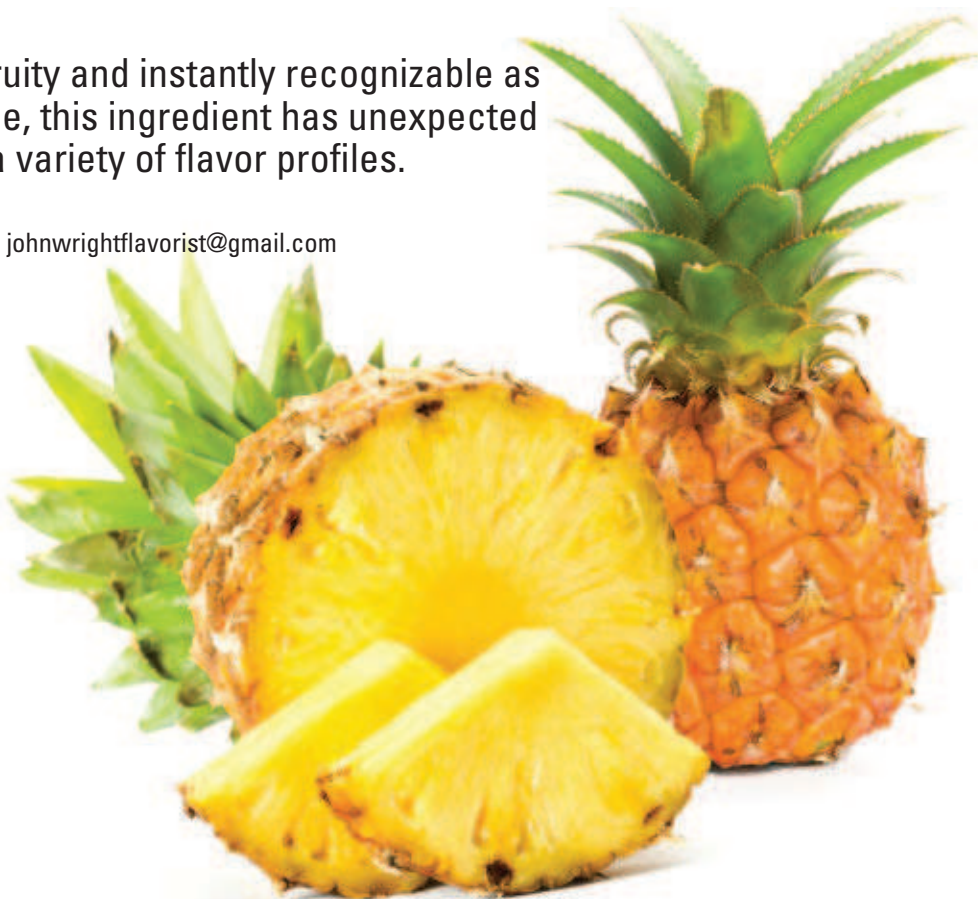 ruity and instantly recognizable as
e, this ingredient has unexpected
a variety of flavor profiles.
johnwrightflavorist@gmail.com